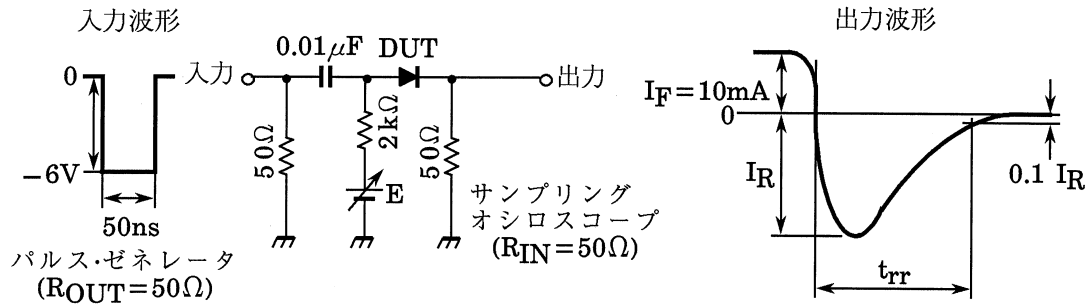 入力波形
0
−6V
50ns
パルス・ゼネレータ
(ROUT=50Ω)
入力
0.01μF
DUT
出力
50Ω
2kΩ
E
50Ω
サンプリング
オシロスコープ
(RIN=50Ω)
出力波形
IF=10mA
0
IR
0.1 IR
trr